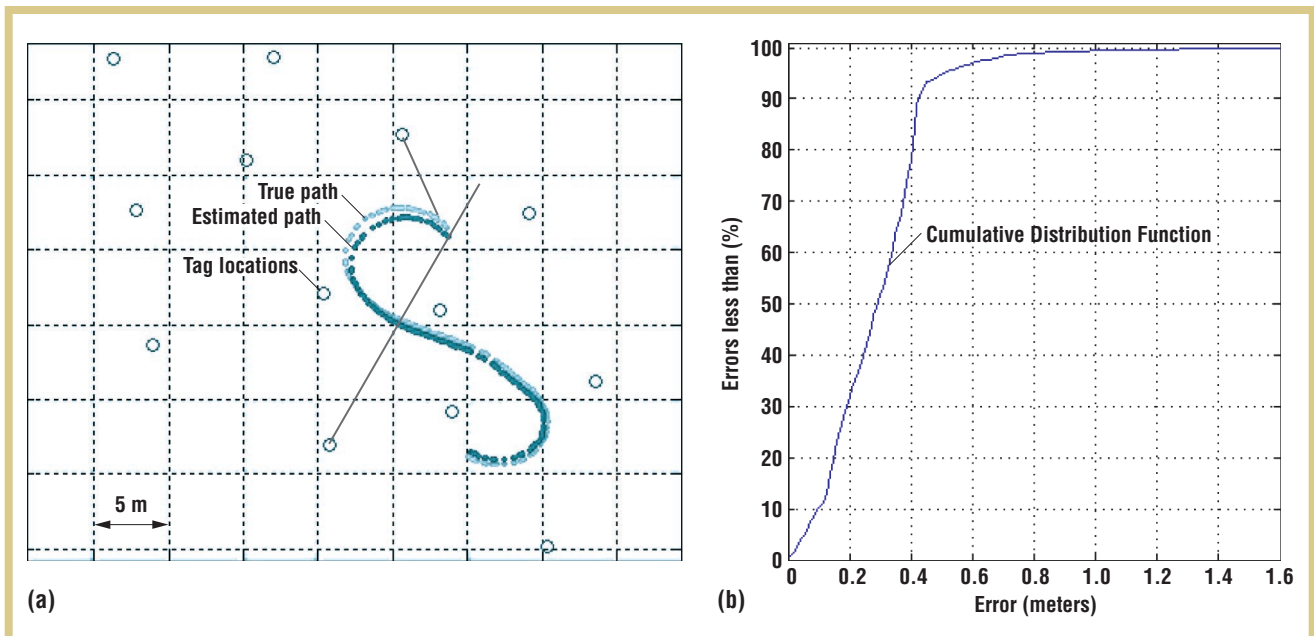 True path
Estimated path
Tag locations
5 m
(a)
100
90
80
70
60
50
40
30
20
10
0
Errors less than (%)
Cumulative Distribution Function
0 0.2 0.4 0.6 0.8 1.0 1.2 1.4 1.6
Error (meters)
(b)